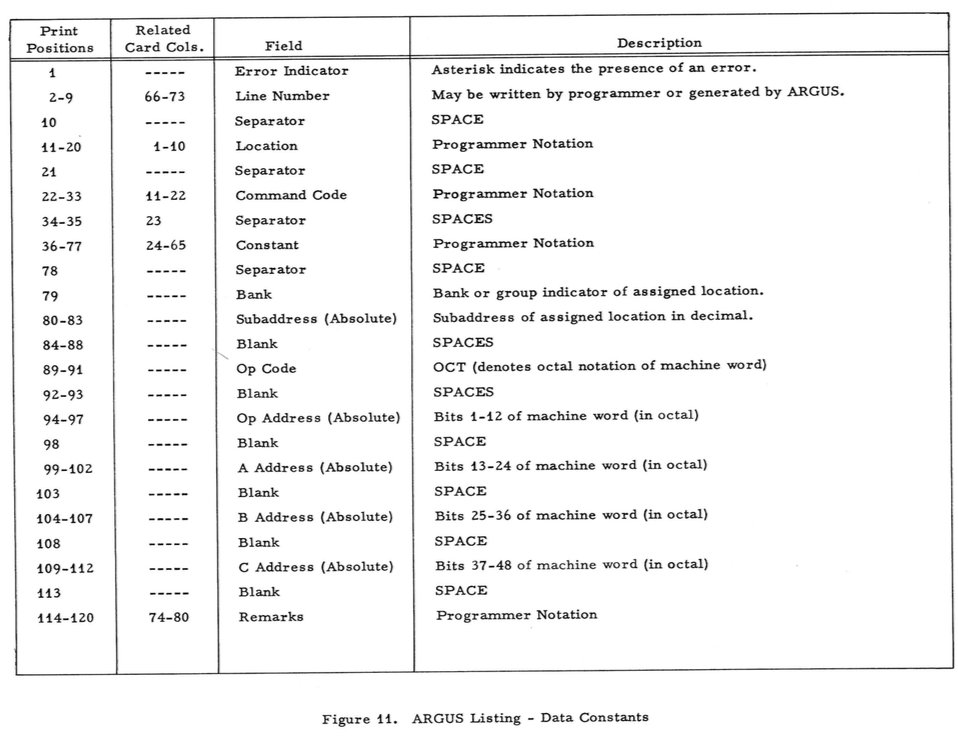 Print Positions Related Card Cols. Field Description
1 ----- Error Indicator Asterisk indicates the presence of an error.
2-9 66-73 Line Number May be written by programmer or generated by ARGUS.
10 ----- Separator SPACE
11-20 1-10 Location Programmer Notation
21 ----- Separator SPACE
22-33 11-22 Command Code Programmer Notation
34-35 23 Separator SPACES
36-77 24-65 Constant Programmer Notation
78 ----- Separator SPACE
79 ----- Bank Bank or group indicator of assigned location.
80-83 ----- Subaddress (Absolute) Subaddress of assigned location in decimal.
84-88 ----- Blank SPACES
89-91 ----- Op Code OCT (denotes octal notation of machine word)
92-93 ----- Blank SPACES
94-97 ----- Op Address (Absolute) Bits 1-12 of machine word (in octal)
98 ----- Blank SPACE
99-102 ----- A Address (Absolute) Bits 13-24 of machine word (in octal)
103 ----- Blank SPACE
104-107 ----- B Address (Absolute) Bits 25-36 of machine word (in octal)
108 ----- Blank SPACE
109-112 ----- C Address (Absolute) Bits 37-48 of machine word (in octal)
113 ----- Blank SPACE
114-120 74-80 Remarks Programmer Notation
Figure 11. ARGUS Listing - Data Constants